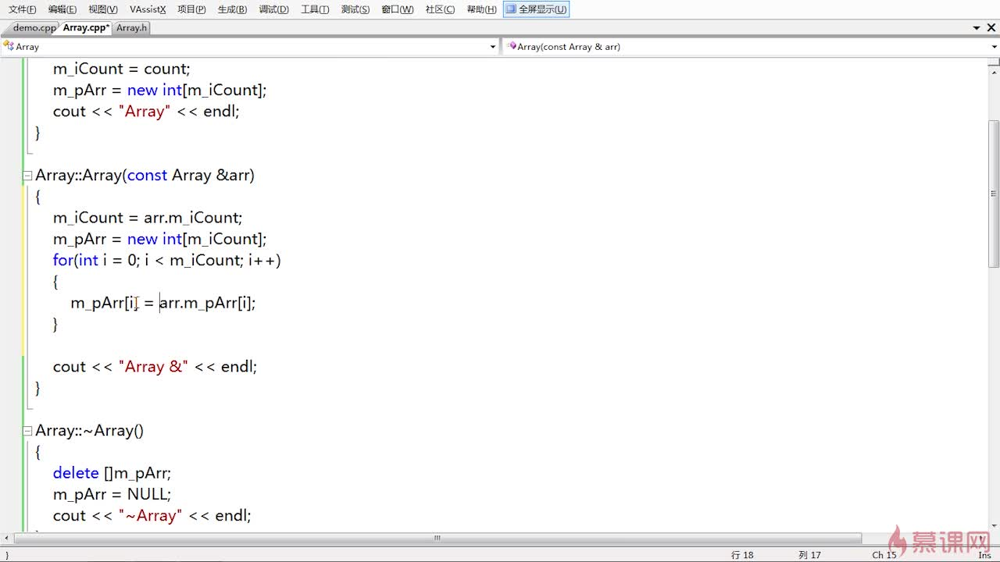 文件(F) 编辑(E) 视图(V) VAssistX 项目(P) 生成(B) 调试(D) 工具(T) 测试(S) 窗口(W) 社区(C) 帮助(H) 全屏显示(U)
demo.cpp Array.cpp* Array.h
Array Array(const Array & arr)
m_iCount = count;
m_pArr = new int[m_iCount];
cout << "Array" << endl;
}
Array::Array(const Array &arr)
{
m_iCount = arr.m_iCount;
m_pArr = new int[m_iCount];
for(int i = 0; i < m_iCount; i++)
{
m_pArr[i] = arr.m_pArr[i];
}
cout << "Array &" << endl;
}
Array::~Array()
{
delete []m_pArr;
m_pArr = NULL;
cout << "~Array" << endl;
慕课网
} 行 18 列 17 Ch 15 Ins